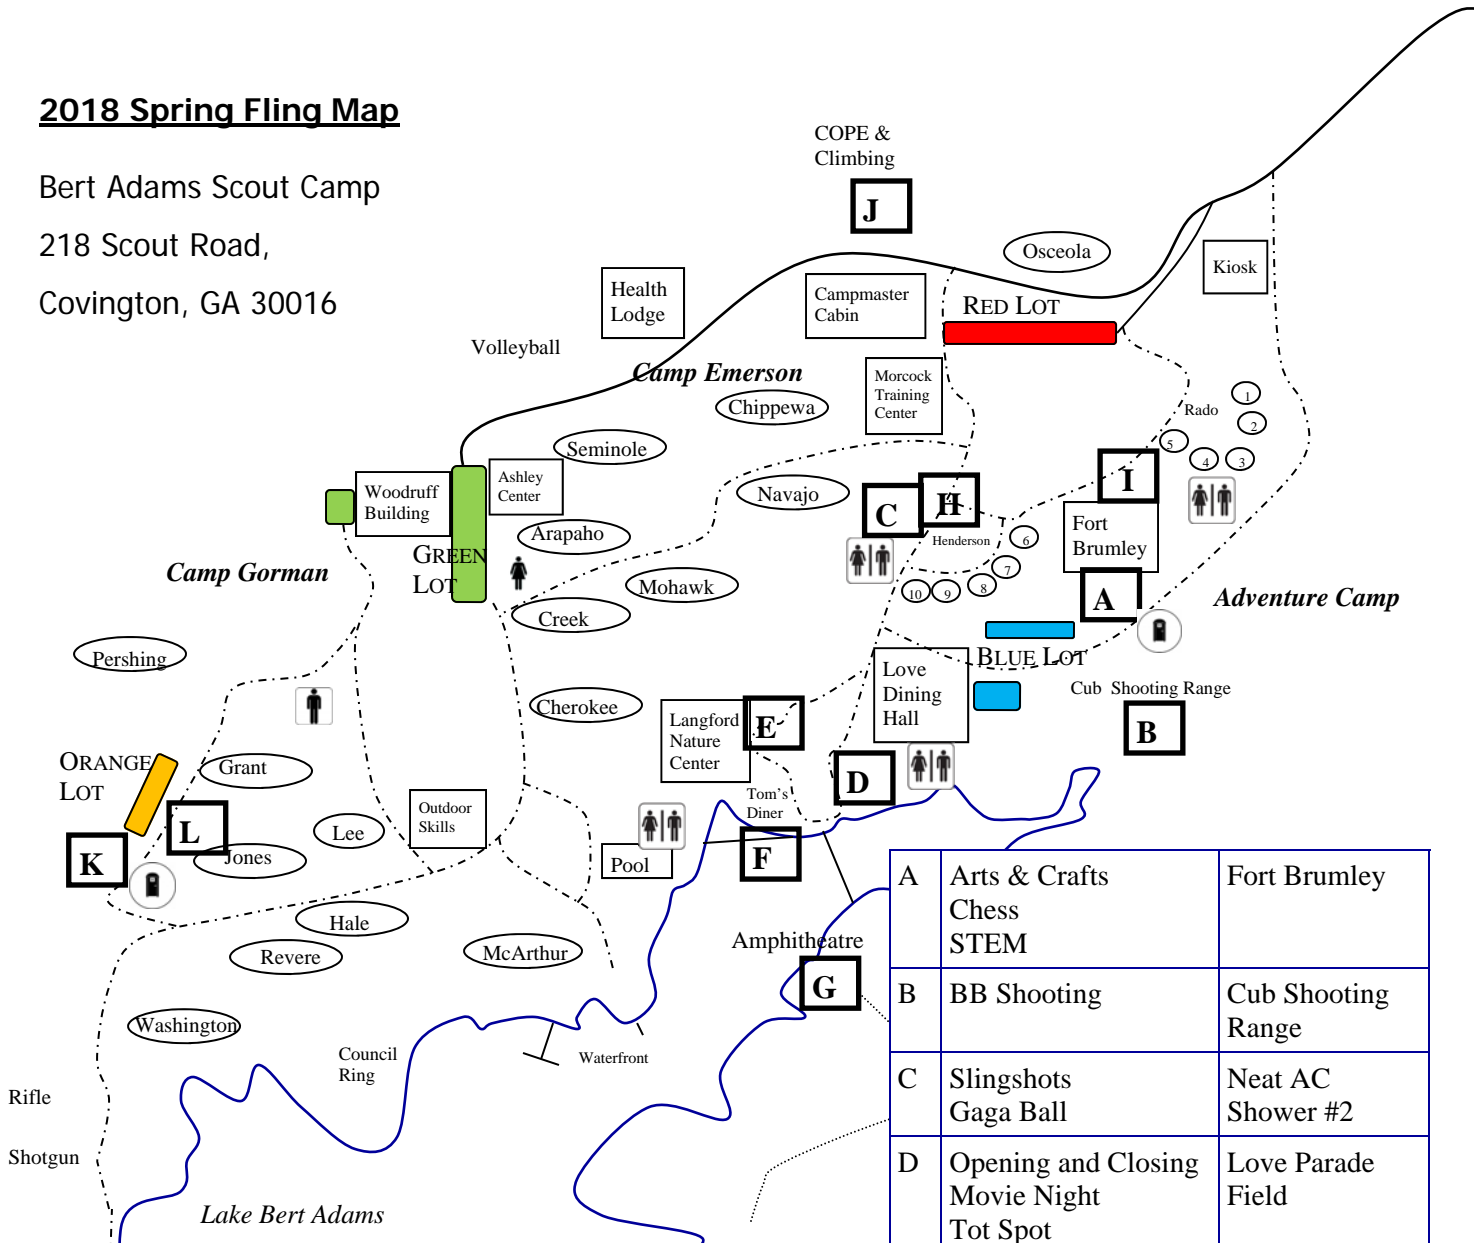 2018 Spring Fling Map
Bert Adams Scout Camp
218 Scout Road,
Covington, GA 30016
COPE &
Climbing
J
Osceola
Kiosk
Health
Lodge
Campmaster
Cabin
RED LOT
Volleyball
Camp Emerson
Morcock
Training
Center
Chippewa
Rado
1
2
3
4
5
Seminole
Woodruff
Building
Ashley
Center
Navajo
C
H
I
GREEN
LOT
Arapaho
Henderson
Fort
Brumley
6
7
8
9
10
Camp Gorman
Mohawk
Creek
A
Adventure Camp
BLUE LOT
Pershing
Love
Dining
Hall
Cub Shooting Range
B
Cherokee
Langford
Nature
Center
E
D
ORANGE
LOT
Grant
Outdoor
Skills
Tom's
Diner
K
L
Lee
Jones
Pool
F
Hale
Revere
McArthur
Amphitheatre
G
Washington
Council
Ring
Waterfront
Rifle
Shotgun
Lake Bert Adams
A Arts & Crafts Fort Brumley
Chess
STEM
B BB Shooting Cub Shooting
Range
C Slingshots Neat AC
Gaga Ball Shower #2
D Opening and Closing Love Parade
Movie Night Field
Tot Spot